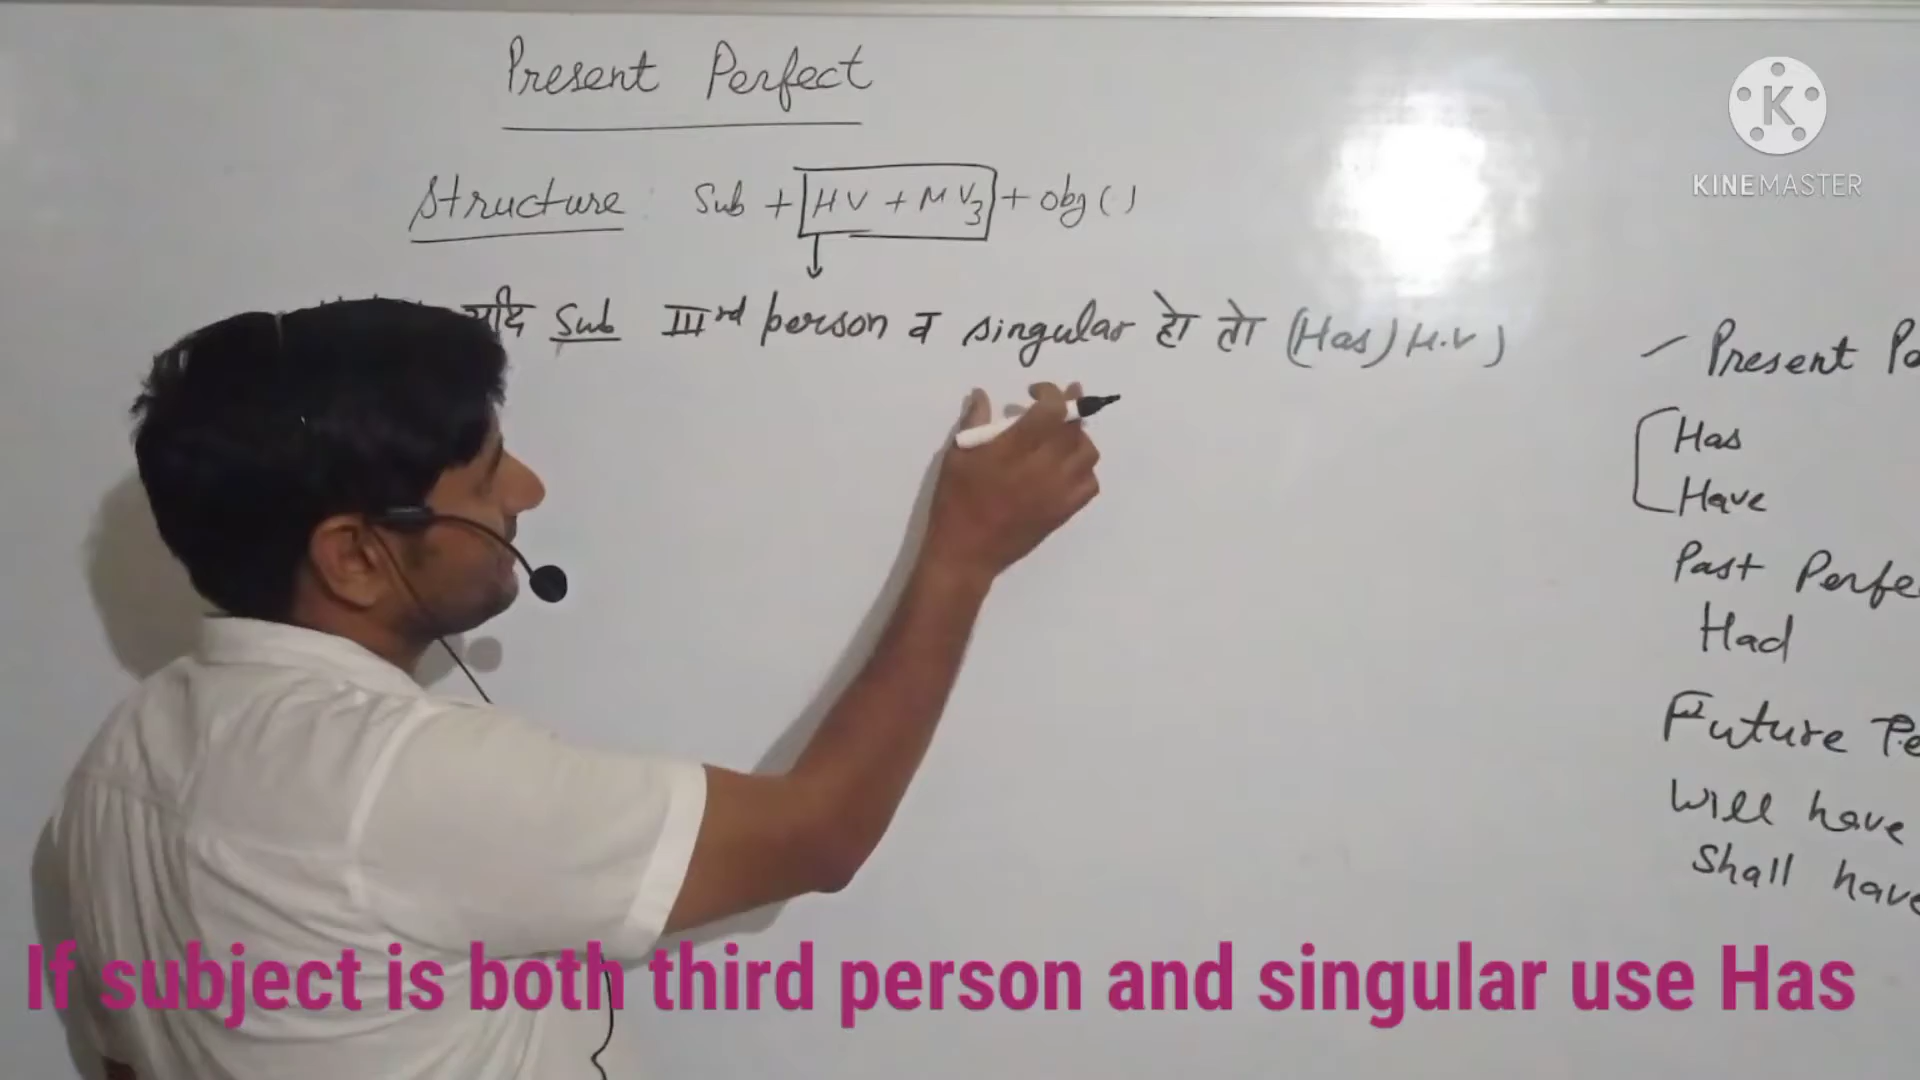 Present Perfect
Structure : Sub + HV + MV3 + obj ( )
यदि Sub IIIrd person व singular हो तो (Has) H.V)
Present
Has
Have
Past Perfe
Had
Future Pe
Will have
Shall have
KINEMASTER
If subject is both third person and singular use Has